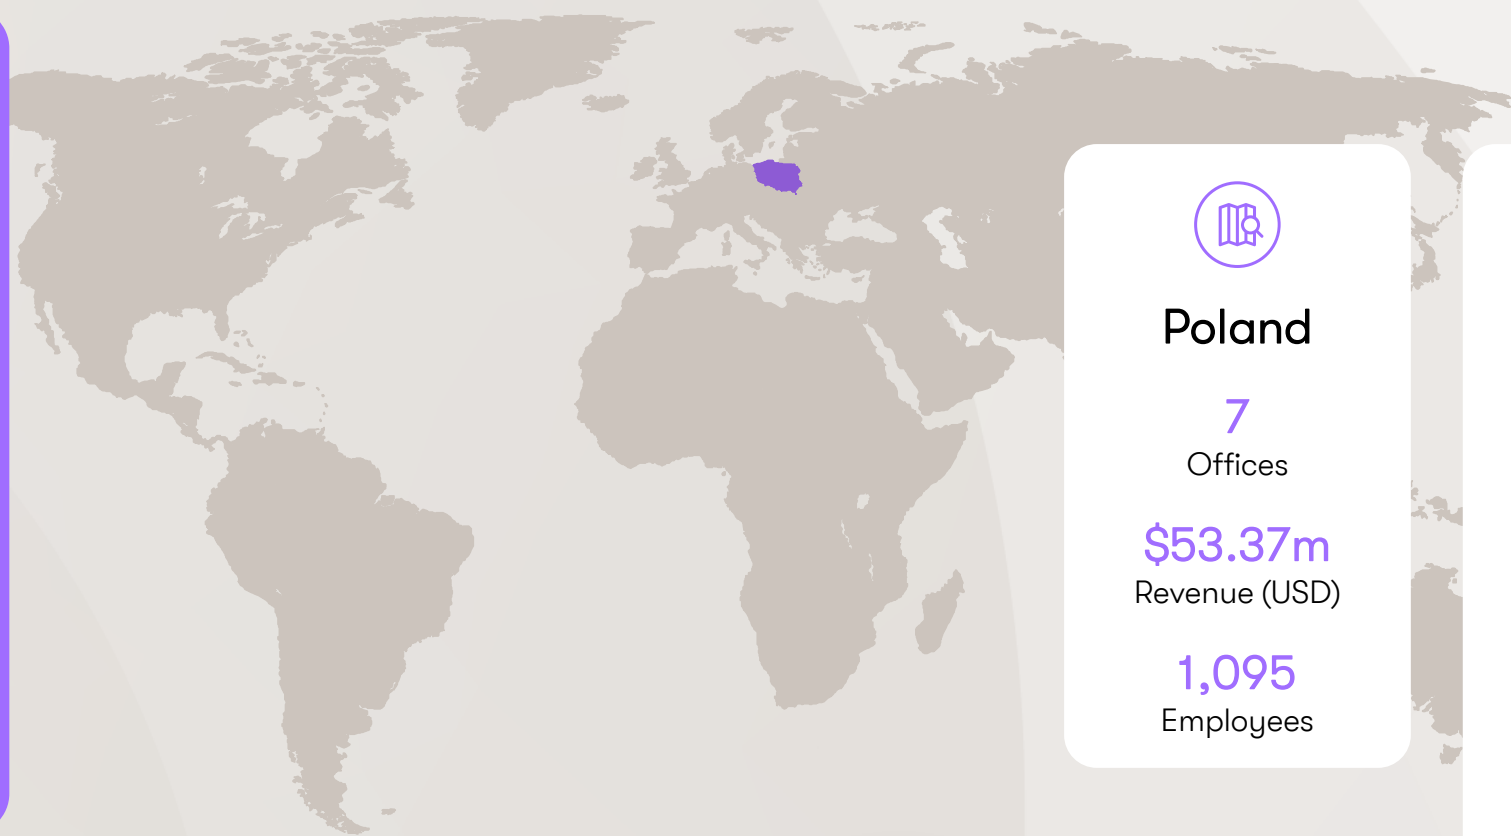 Poland
7
Offices
$53.37m
Revenue (USD)
1,095
Employees